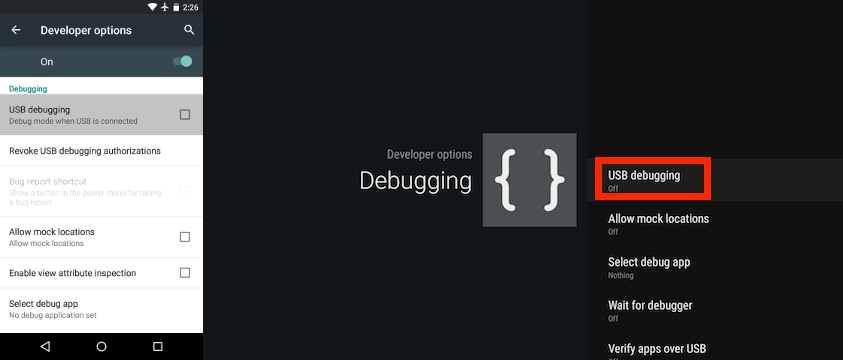 2:26
Developer options
On
Debugging
USB debugging
Debug mode when USB is connected
Revoke USB debugging authorizations
Bug report shortcut
Show a button in the power menu for taking
a bug report
Allow mock locations
Allow mock locations
Enable view attribute inspection
Select debug app
No debug application set
Developer options
Debugging
{ }
USB debugging
Off
Allow mock locations
Off
Select debug app
Nothing
Wait for debugger
Off
Verify apps over USB